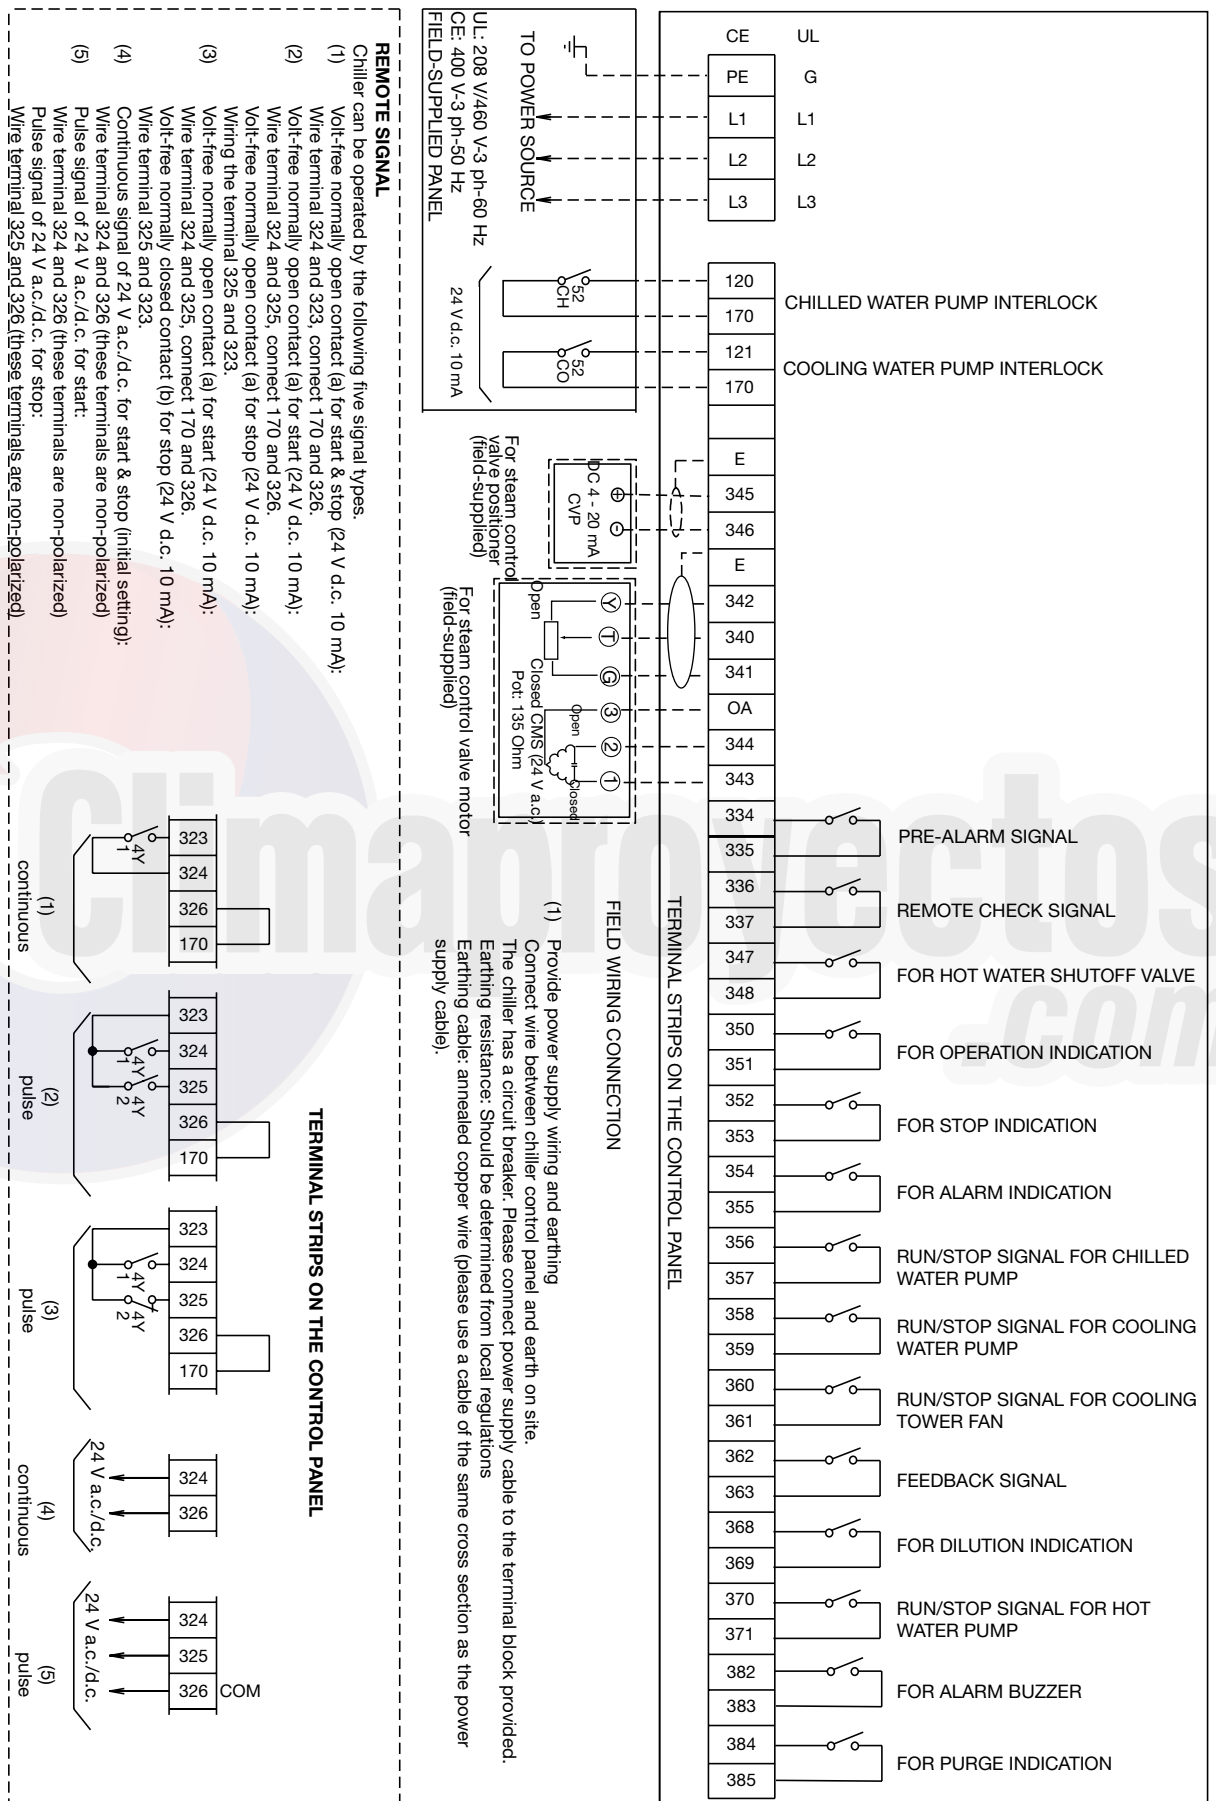 CE UL
PE G
L1 L1
L2 L2
L3 L3
120
170
CHILLED WATER PUMP INTERLOCK
121
170
COOLING WATER PUMP INTERLOCK
E
345
346
E
342
340
341
OA
344
343
334
335
PRE-ALARM SIGNAL
336
337
REMOTE CHECK SIGNAL
347
348
FOR HOT WATER SHUTOFF VALVE
350
351
FOR OPERATION INDICATION
352
353
FOR STOP INDICATION
354
355
FOR ALARM INDICATION
356
357
RUN/STOP SIGNAL FOR CHILLED
WATER PUMP
358
359
RUN/STOP SIGNAL FOR COOLING
WATER PUMP
360
361
RUN/STOP SIGNAL FOR COOLING
TOWER FAN
362
363
FEEDBACK SIGNAL
368
369
FOR DILUTION INDICATION
370
371
RUN/STOP SIGNAL FOR HOT
WATER PUMP
382
383
FOR ALARM BUZZER
384
385
FOR PURGE INDICATION
TERMINAL STRIPS ON THE CONTROL PANEL
FIELD WIRING CONNECTION
(1) Provide power supply wiring and earthing
Connect wire between chiller control panel and earth on site.
The chiller has a circuit breaker. Please connect power supply cable to the terminal block provided.
Earthing resistance: Should be determined from local regulations
Earthing cable: annealed copper wire (please use a cable of the same cross section as the power
supply cable).
TO POWER SOURCE
UL: 208 V/460 V-3 ph-60 Hz
CE: 400 V-3 ph-50 Hz
FIELD-SUPPLIED PANEL
52
CH
52
CO
24 V d.c. 10 mA
DC 4 - 20 mA
CVP
+
-
For steam control
valve positioner
(field-supplied)
Y
T
G
3
2
1
Open
Closed
CMS (24 V a.c.)
Pot: 135 Ohm
Open
Closed
For steam control valve motor
(field-supplied)
REMOTE SIGNAL
Chiller can be operated by the following five signal types.
(1) Volt-free normally open contact (a) for start & stop (24 V d.c. 10 mA):
Wire terminal 324 and 323, connect 170 and 326.
(2) Volt-free normally open contact (a) for start (24 V d.c. 10 mA):
Wire terminal 324 and 325, connect 170 and 326.
Volt-free normally open contact (a) for stop (24 V d.c. 10 mA):
Wiring the terminal 325 and 323.
(3) Volt-free normally open contact (a) for start (24 V d.c. 10 mA):
Wire terminal 324 and 325, connect 170 and 326.
Volt-free normally closed contact (b) for stop (24 V d.c. 10 mA):
Wire terminal 325 and 323.
(4) Continuous signal of 24 V a.c./d.c. for start & stop (initial setting):
Wire terminal 324 and 326 (these terminals are non-polarized)
(5) Pulse signal of 24 V a.c./d.c. for start:
Wire terminal 324 and 326 (these terminals are non-polarized)
Pulse signal of 24 V a.c./d.c. for stop:
Wire terminal 325 and 326 (these terminals are non-polarized)
TERMINAL STRIPS ON THE CONTROL PANEL
323
324
326
170
4Y
1
(1)
continuous
323
324
325
326
170
4Y
1
4Y
2
(2)
pulse
323
324
325
326
170
4Y
1
4Y
2
(3)
pulse
324
326
24 V a.c./d.c.
(4)
continuous
324
325
326 COM
24 V a.c./d.c.
(5)
pulse
Climaproyectos
.com